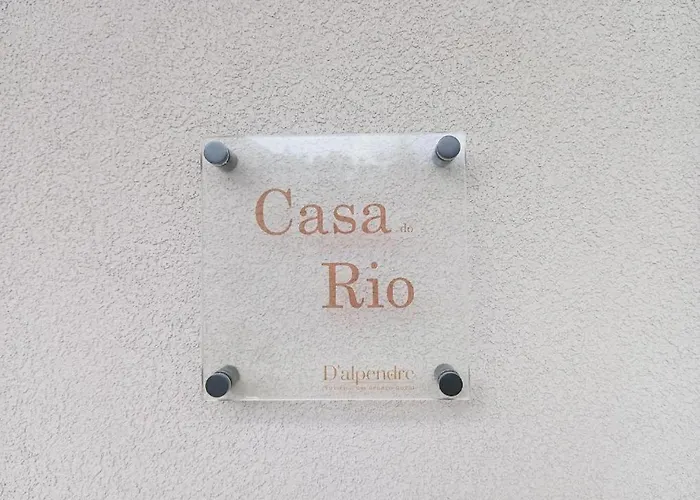 Casa do
Rio
D'alpendre